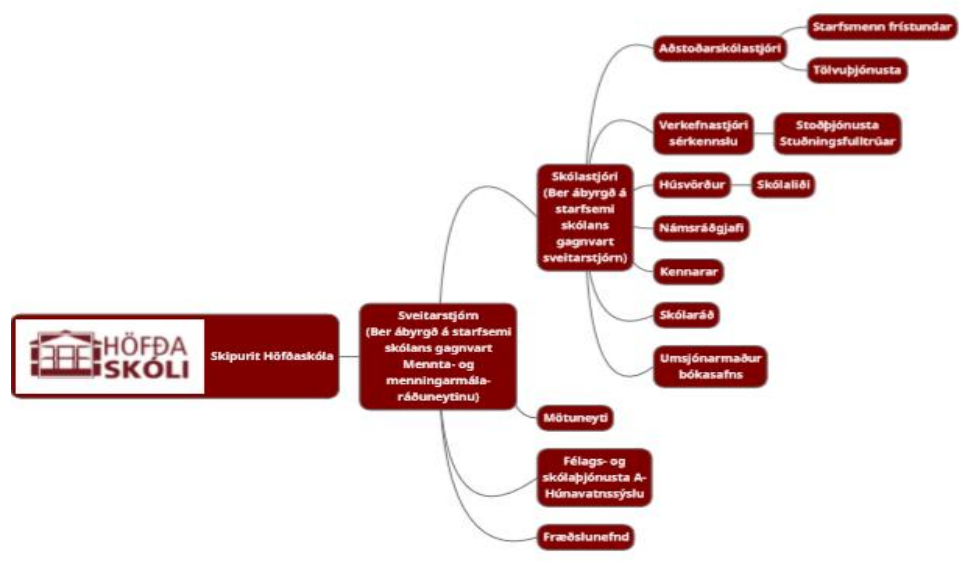 HÖFÐA
SKÓLI
Skipurit Höfðaskóla
Sveitarstjórn
(Ber ábyrgð á starfsemi
skólans gagnvart
Mennta- og
menningarmála-
ráðuneytinu)
Skólastjóri
(Ber ábyrgð á
starfsemi
skólans
gagnvart
sveitarstjórn)
Aðstoðarskólastjóri
Starfsmenn frístundar
Tölvuþjónusta
Verkefnastjóri
sérkennslu
Stoðþjónusta
Stuðningsfulltrúar
Húsvörður
Skólaliði
Námsráðgjafi
Kennarar
Skólaráð
Umsjónarmaður
bókasafns
Mötuneyti
Félags- og
skólaþjónusta A-
Húnavatnssýslu
Fræðslunefnd